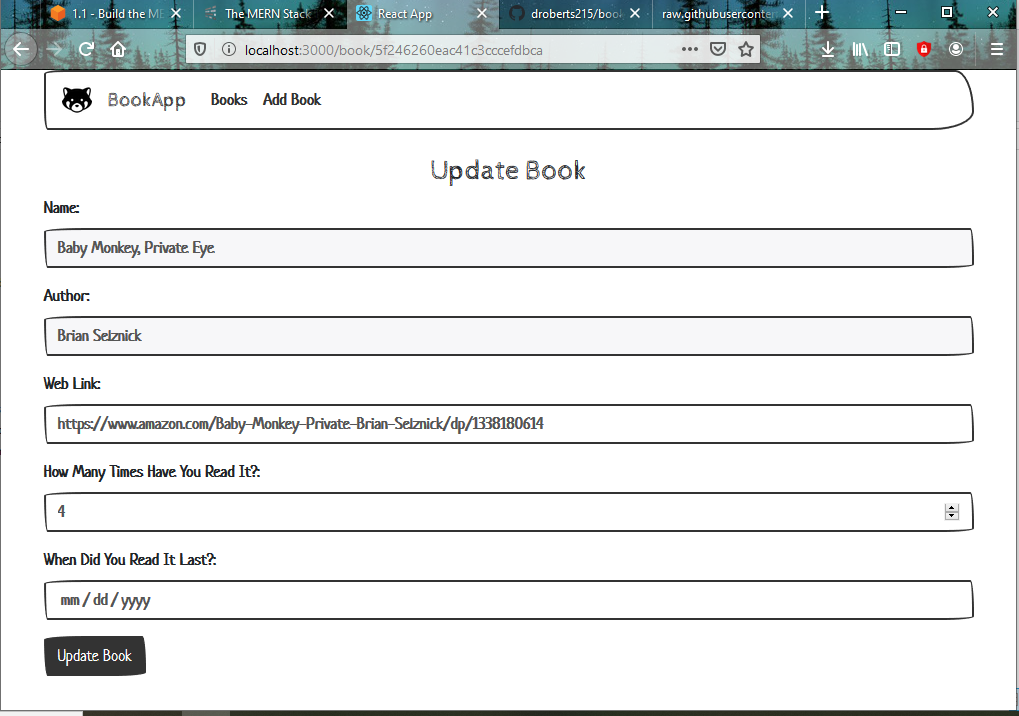 1.1 - Build the ME
The MERN Stack
React App
droberts215/book
raw.githubusercontent
localhost:3000/book/5f246260eac41c3cccefdbca
BookApp
Books
Add Book
Update Book
Name:
Baby Monkey, Private Eye
Author:
Brian Selznick
Web Link:
https://www.amazon.com/Baby-Monkey-Private-Brian-Selznick/dp/1338180614
How Many Times Have You Read It?:
4
When Did You Read It Last?:
mm / dd / yyyy
Update Book